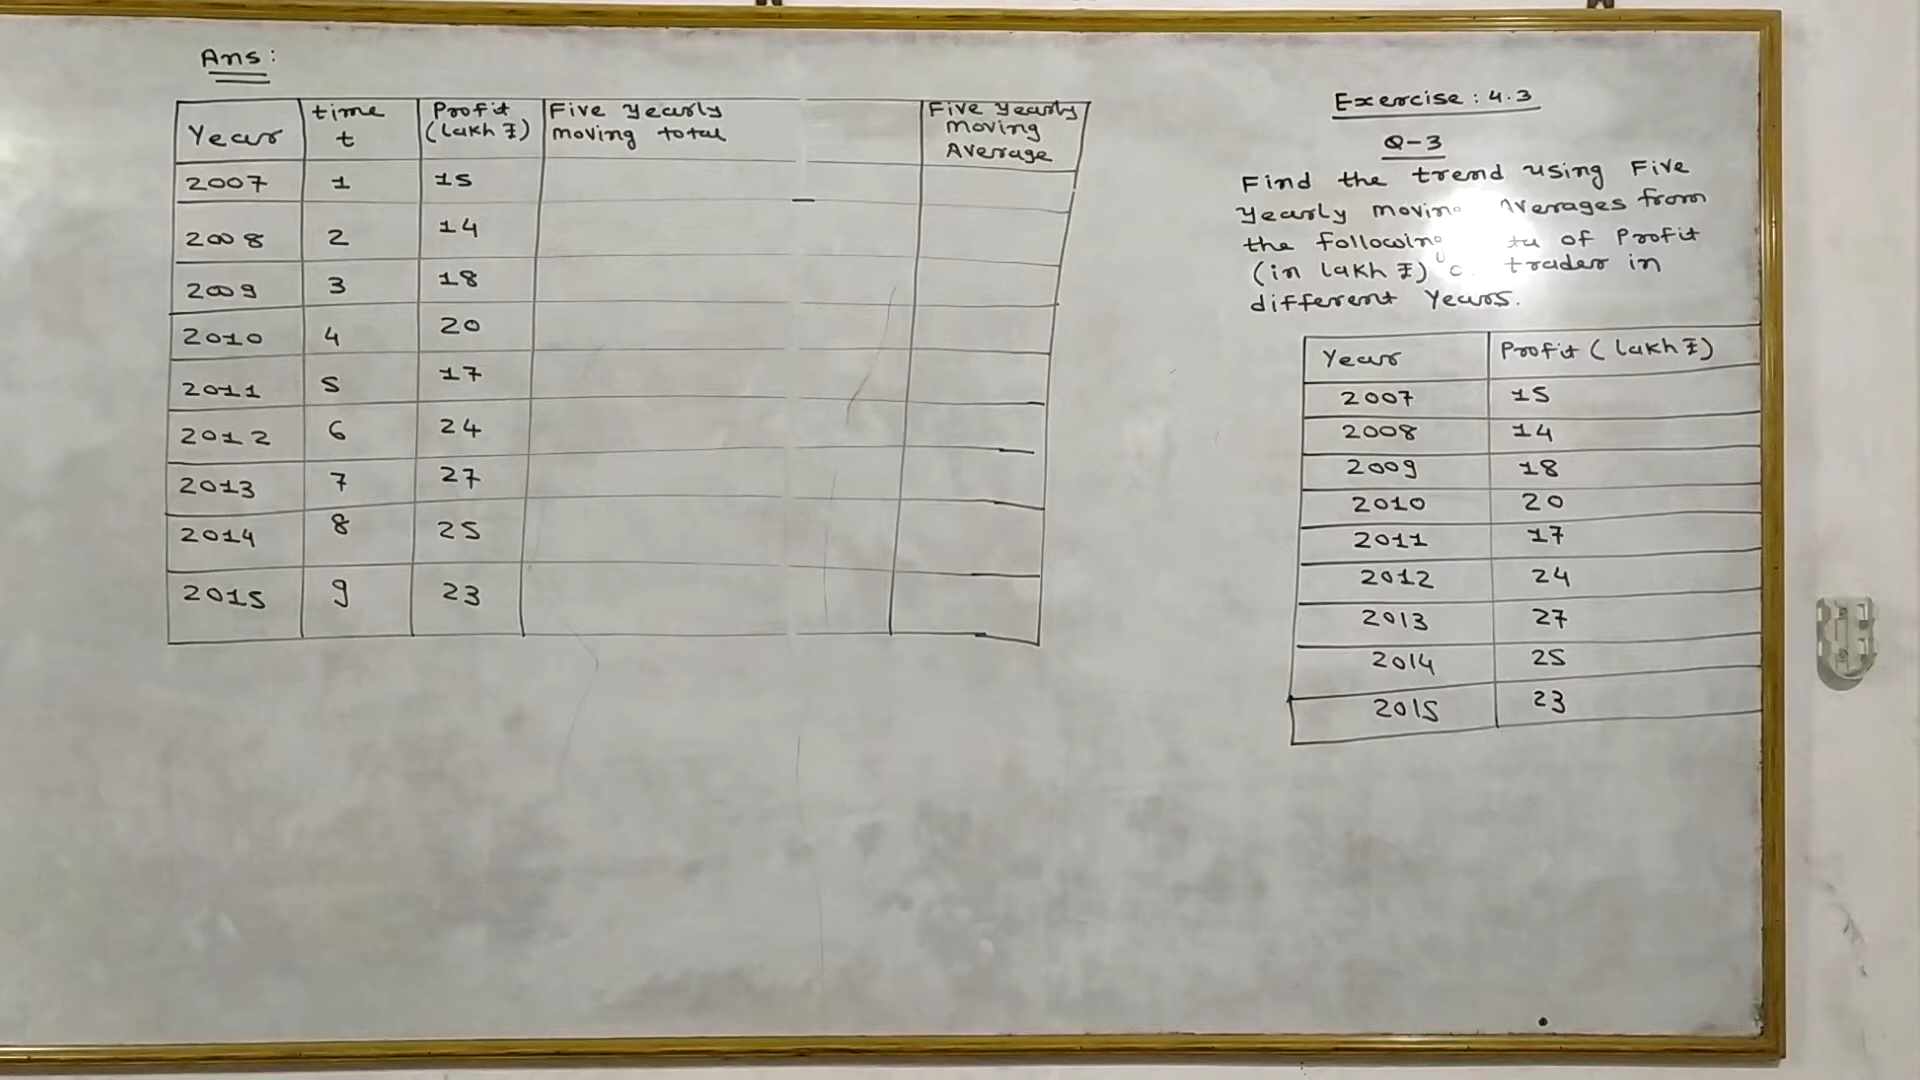 Ans :
Year
time
t
Profit
(lakh ₹)
Five Yearly
moving total
Five Yearly
Moving
Average
2007 1 15
2008 2 14
2009 3 18
2010 4 20
2011 5 17
2012 6 24
2013 7 27
2014 8 25
2015 9 23
Exercise : 4.3
Q-3
Find the trend using Five
Yearly Moving Averages from
the following of Profit
(in lakh ₹) trader in
different Years.
Year Profit ( lakh ₹)
2007 15
2008 14
2009 18
2010 20
2011 17
2012 24
2013 27
2014 25
2015 23